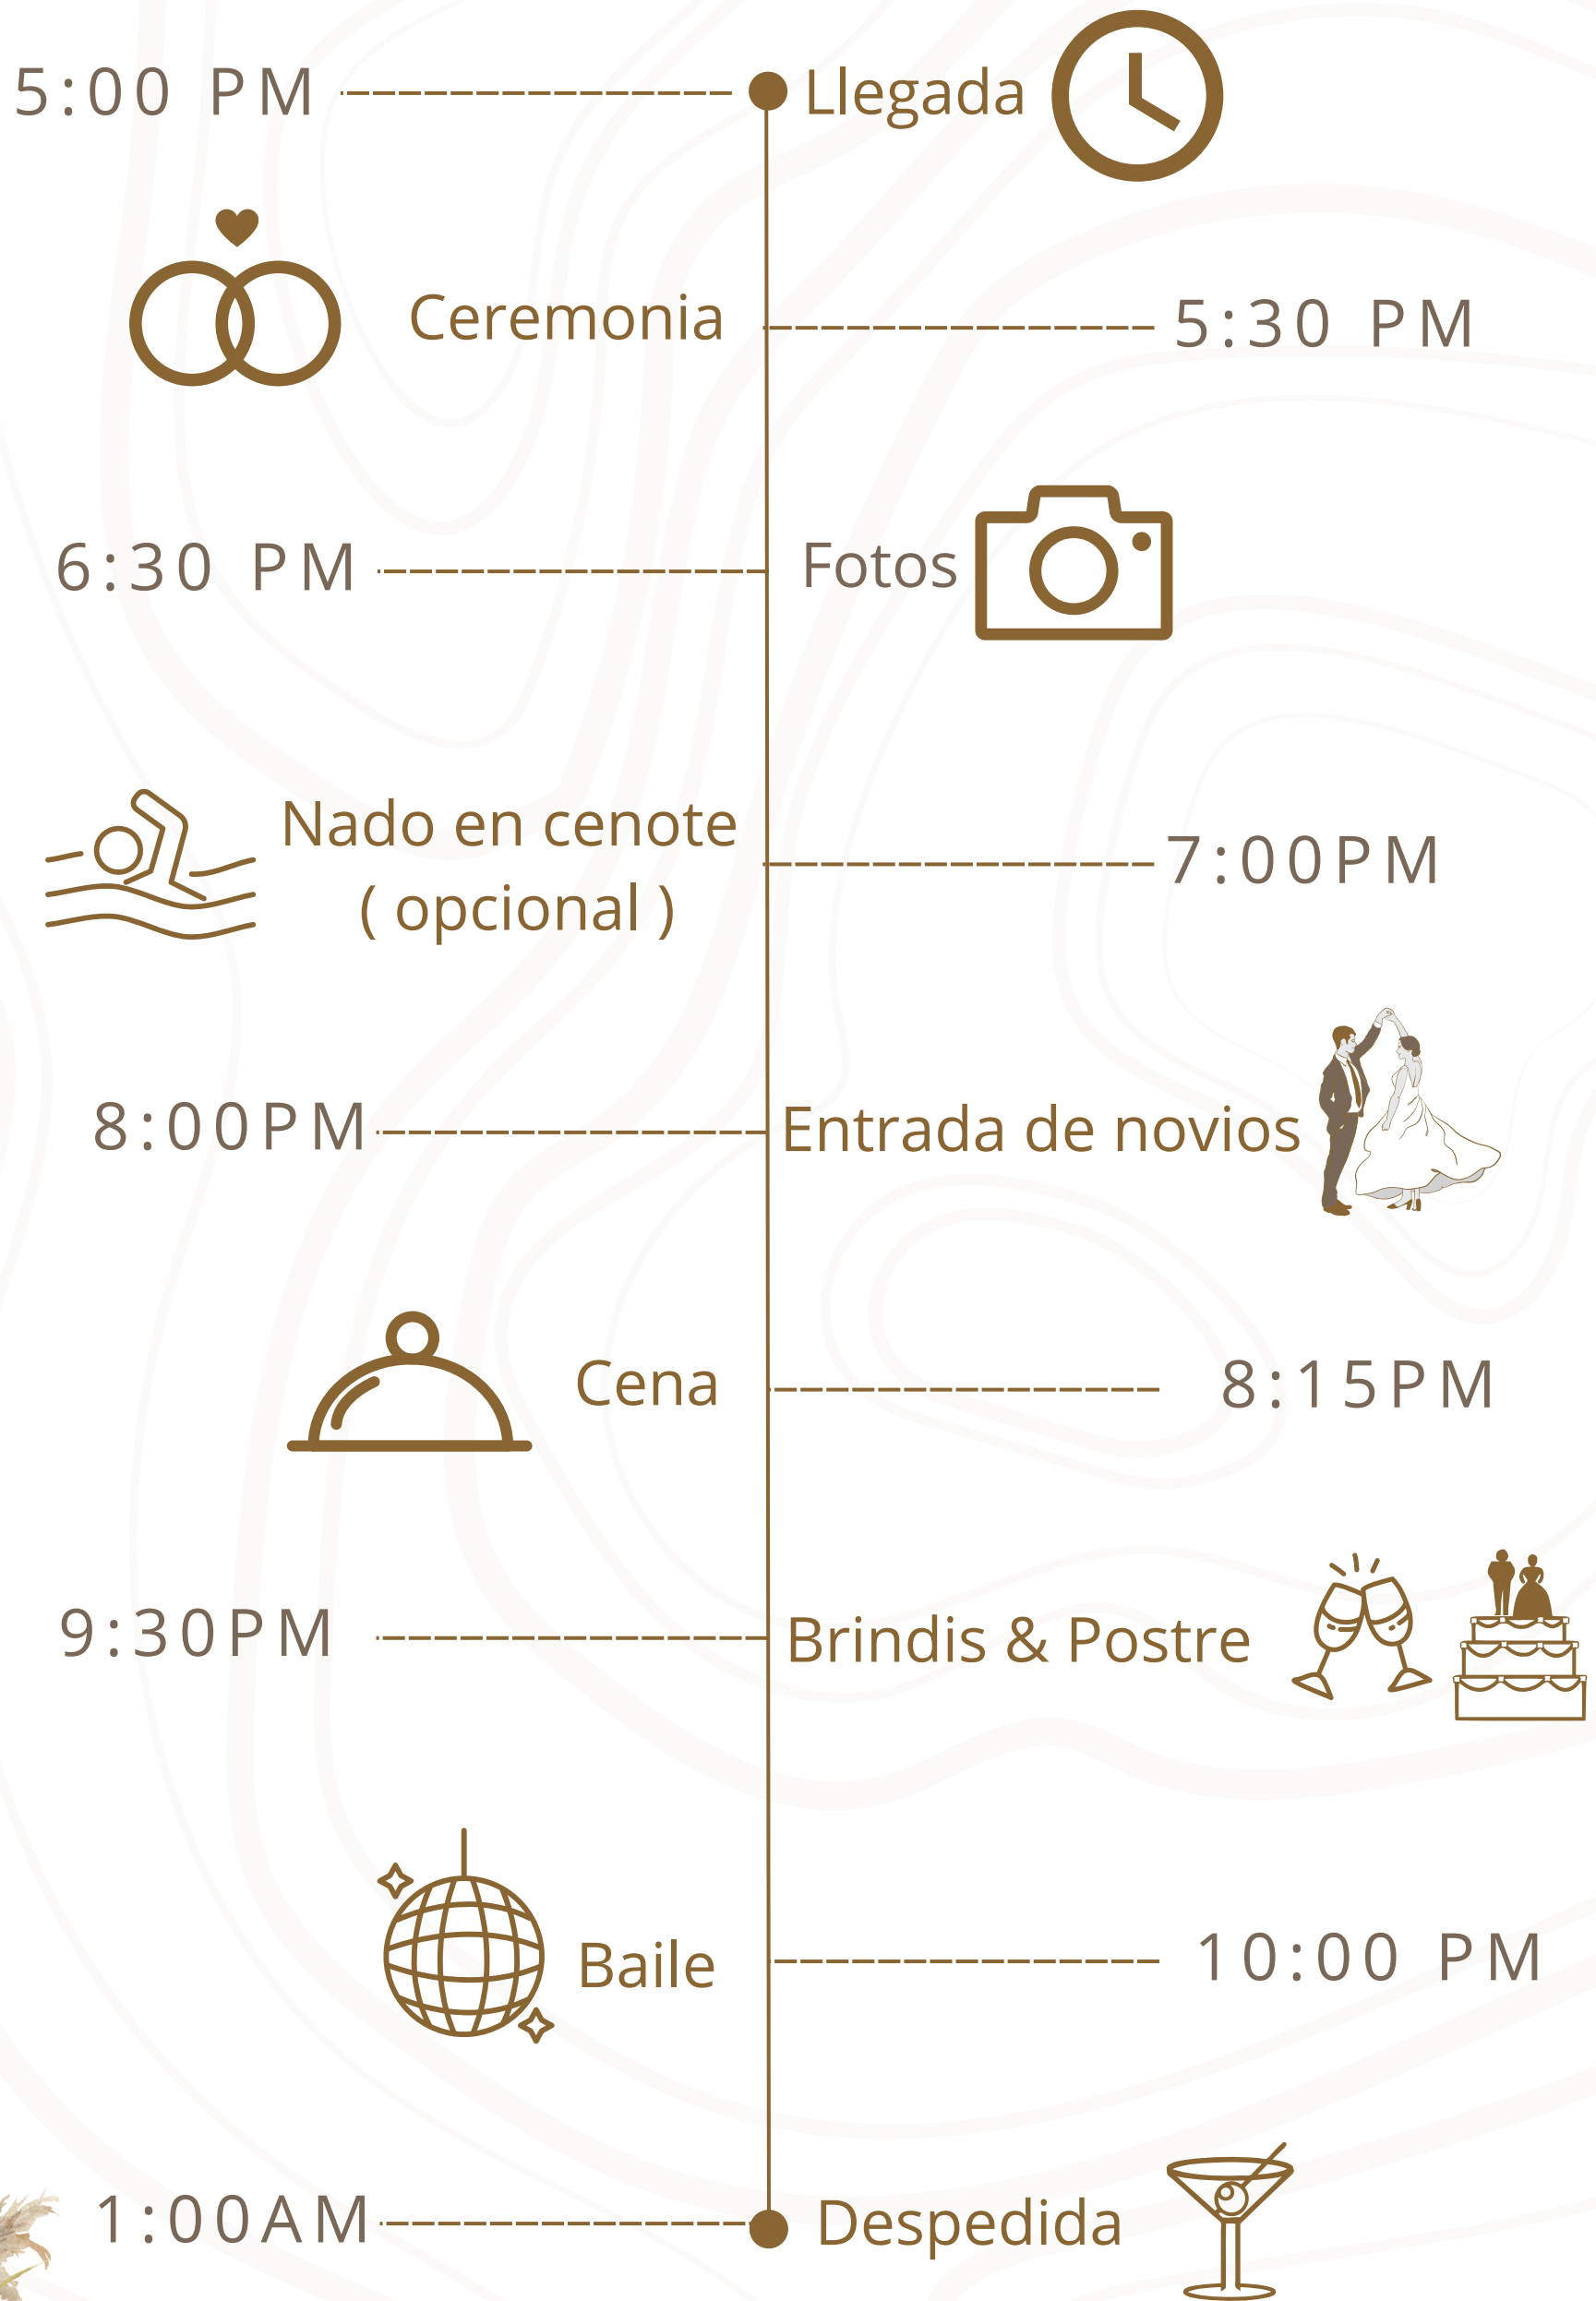 5:00 PM Llegada
Ceremonia 5:30 PM
6:30 PM Fotos
Nado en cenote
( opcional )
7:00PM
8:00PM Entrada de novios
Cena 8:15PM
9:30PM Brindis & Postre
Baile 10:00 PM
1:00AM Despedida